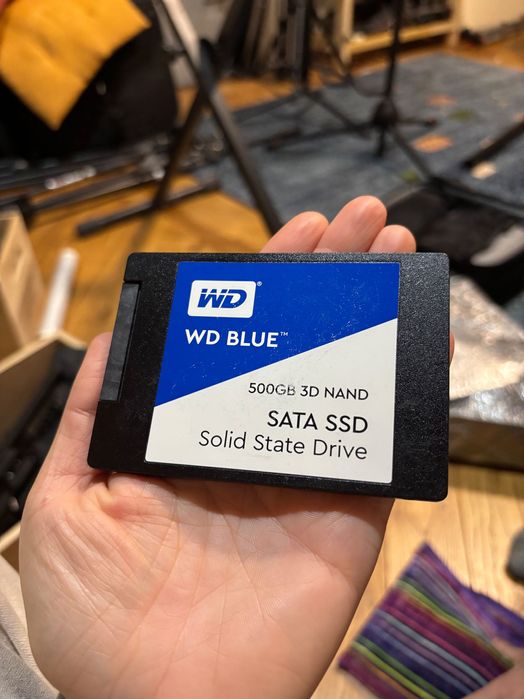 WD®
WD BLUE™
500GB 3D NAND
SATA SSD
Solid State Drive